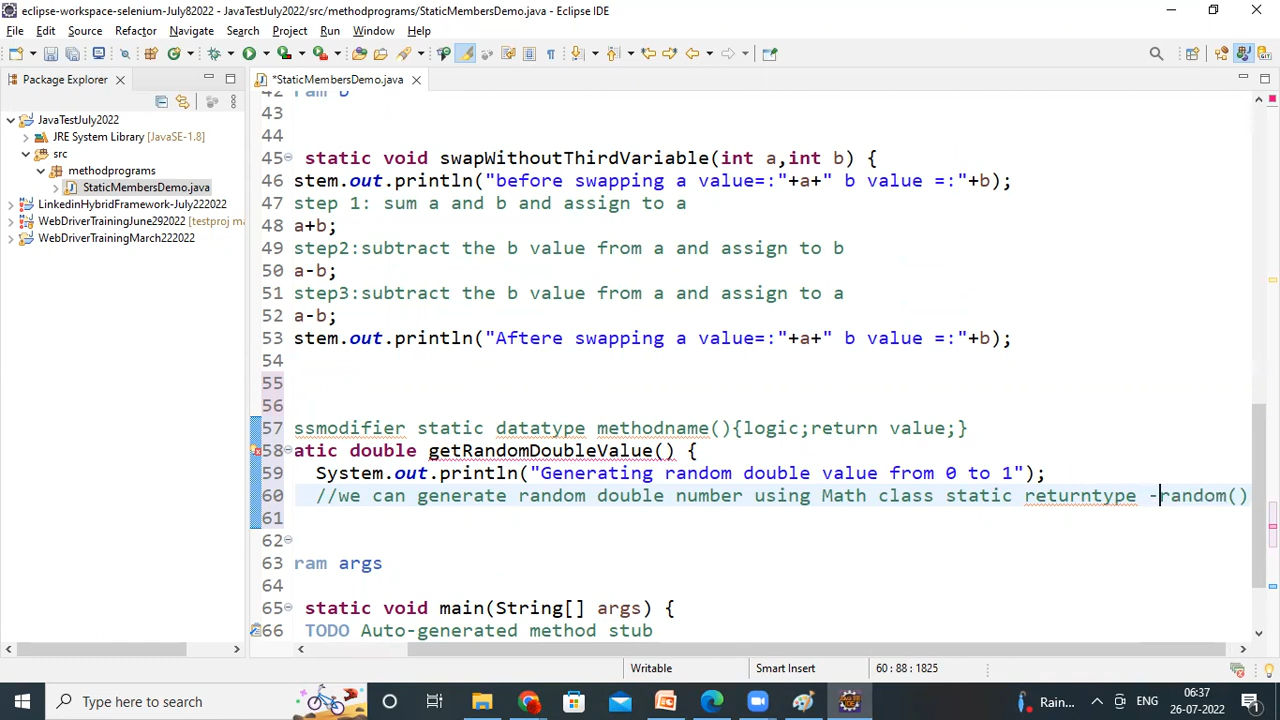 eclipse-workspace-selenium-July82022 - JavaTestJuly2022/src/methodprograms/StaticMembersDemo.java - Eclipse IDE
File Edit Source Refactor Navigate Search Project Run Window Help
Package Explorer
*StaticMembersDemo.java
JavaTestJuly2022
JRE System Library [JavaSE-1.8]
src
methodprograms
StaticMembersDemo.java
LinkedinHybridFramework-July222022
WebDriverTrainingJune292022 [testproj ma
WebDriverTrainingMarch222022
42 ram b
43
44
45 static void swapWithoutThirdVariable(int a,int b) {
46 stem.out.println("before swapping a value=:"+a+" b value =:"+b);
47 step 1: sum a and b and assign to a
48 a+b;
49 step2:subtract the b value from a and assign to b
50 a-b;
51 step3:subtract the b value from a and assign to a
52 a-b;
53 stem.out.println("Aftere swapping a value=:"+a+" b value =:"+b);
54
55
56
57 ssmodifier static datatype methodname(){logic;return value;}
58 atic double getRandomDoubleValue() {
59 System.out.println("Generating random double value from 0 to 1");
60 //we can generate random double number using Math class static returntype -random()
61
62
63 ram args
64
65 static void main(String[] args) {
66 TODO Auto-generated method stub
Writable Smart Insert 60 : 88 : 1825
Type here to search
Rain... ENG 06:37
26-07-2022
1